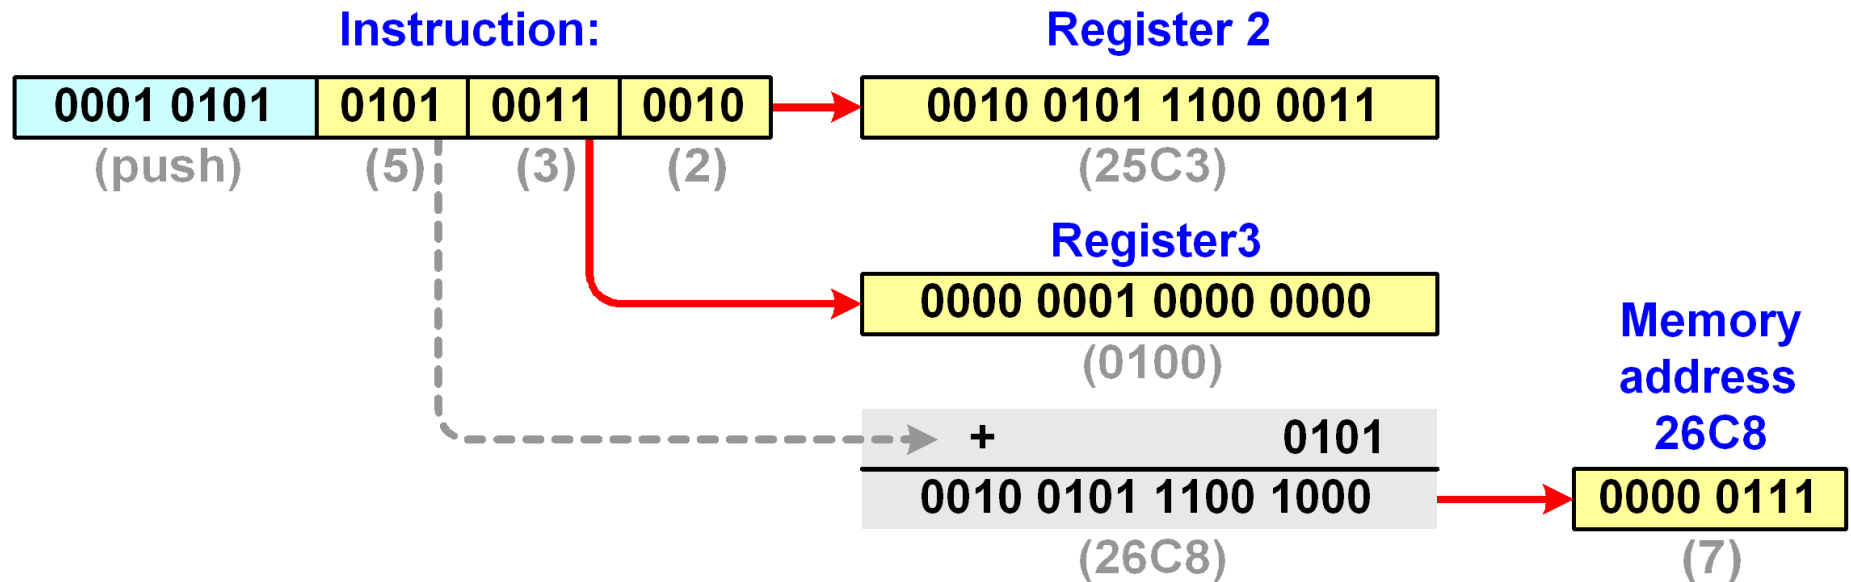 Instruction:
Register 2
0001 0101 0101 0011 0010
0010 0101 1100 0011
(push) (5) (3) (2)
(25C3)
Register3
0000 0001 0000 0000
(0100)
Memory
address
26C8
+ 0101
0010 0101 1100 1000
0000 0111
(26C8)
(7)